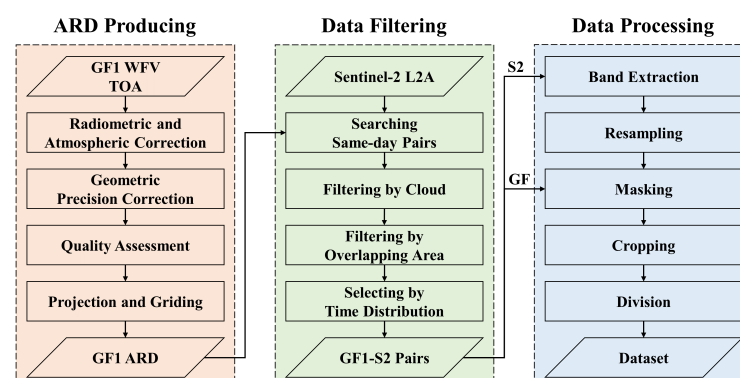 ARD Producing
GF1 WFV
TOA
Radiometric and
Atmospheric Correction
Geometric
Precision Correction
Quality Assessment
Projection and Griding
GF1 ARD
Data Filtering
Sentinel-2 L2A
Searching
Same-day Pairs
Filtering by Cloud
Filtering by
Overlapping Area
Selecting by
Time Distribution
GF1-S2 Pairs
S2
GF
Data Processing
Band Extraction
Resampling
Masking
Cropping
Division
Dataset